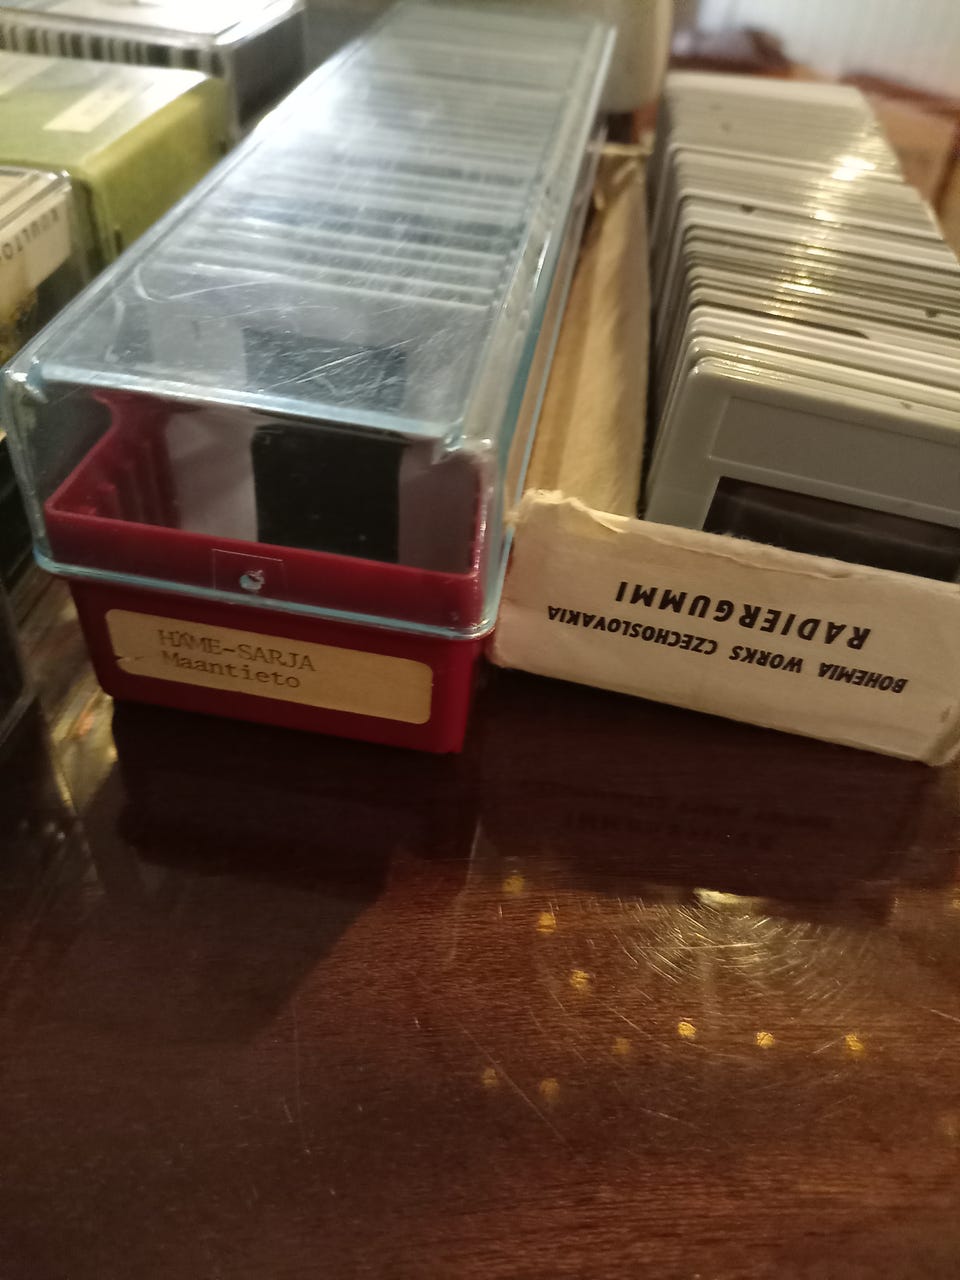 HÄME-SARJA
Maantieto
BOHEMIA WORKS CZECHOSLOVAKIA
RADIERGUMMI